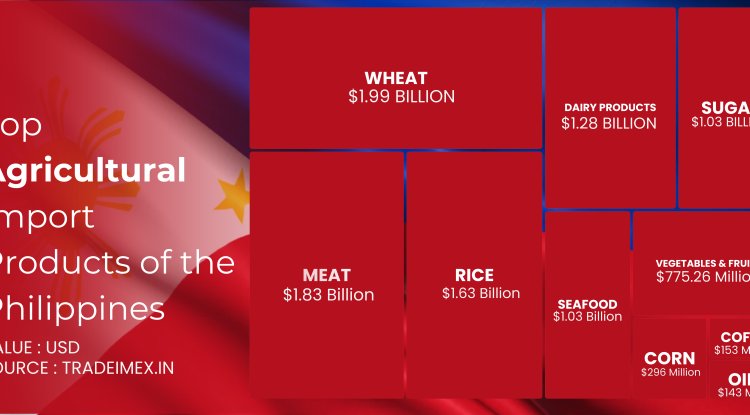 op
Agricultural
mport
Products of the
Philippines
ALUE : USD
OURCE : TRADEIMEX.IN
WHEAT
$1.99 BILLION
DAIRY PRODUCTS
$1.28 BILLION
SUGA
$1.03 BILL
MEAT
$1.83 Billion
RICE
$1.63 Billion
SEAFOOD
$1.03 Billion
VEGETABLES & FRUI
$775.26 Millio
CORN
$296 Million
COF
$153 M
OI
$143 M